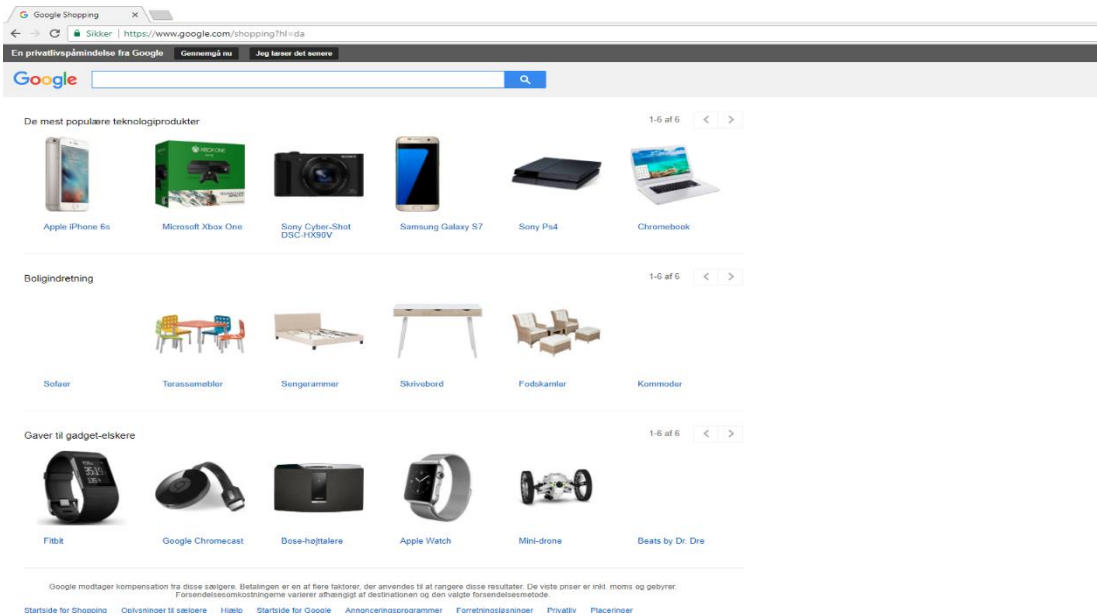 Google Shopping
Sikker | https://www.google.com/shopping?hl=da
En privatlivspåmindelse fra Google Gennemgå nu Jeg læser det senere
Google
De mest populære teknologiprodukter 1-6 af 6
XBOX ONE
SONY
Apple iPhone 6s Microsoft Xbox One Sony Cyber-Shot DSC-HX90V Samsung Galaxy S7 Sony Ps4 Chromebook
Boligindretning 1-6 af 6
Sofaer Terassemøbler Sengerammer Skrivebord Fodskamler Kommoder
Gaver til gadget-elskere 1-6 af 6
Fitbit Google Chromecast Bose-højttalere Apple Watch Mini-drone Beats by Dr. Dre
Google modtager kompensation fra disse sælgere. Betalingen er en af flere faktorer, der anvendes til at rangere disse resultater. De viste priser er inkl. moms og gebyrer.
Forsendelsesomkostningerne varierer afhængigt af destinationen og den valgte forsendelsesmetode.
Startside for Shopping Oplysninger til sælgere Hjælp Startside for Google Annonceringsprogrammer Forretningsløsninger Privatliv Placeringer